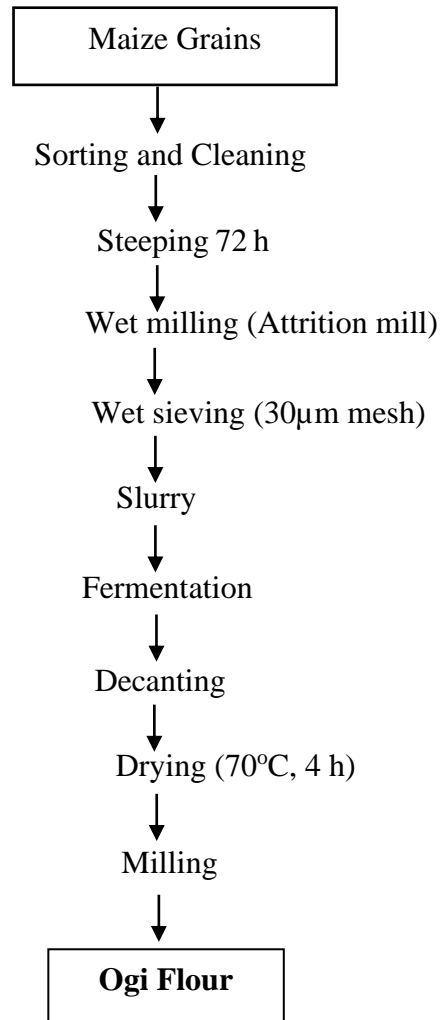 Maize Grains
Sorting and Cleaning
Steeping 72 h
Wet milling (Attrition mill)
Wet sieving (30µm mesh)
Slurry
Fermentation
Decanting
Drying (70°C, 4 h)
Milling
Ogi Flour